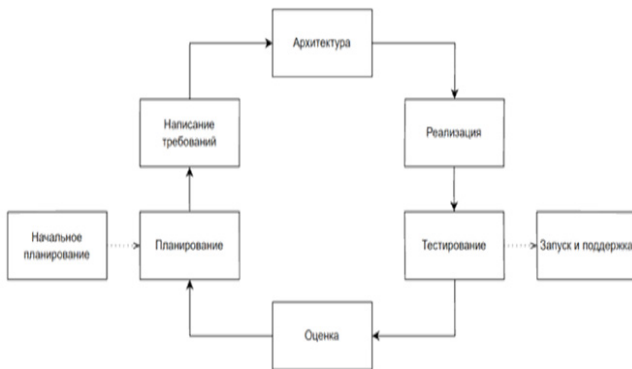 Архитектура
Написание
требований
Реализация
Начальное
планирование
Планирование
Тестирование
Запуск и поддержка
Оценка